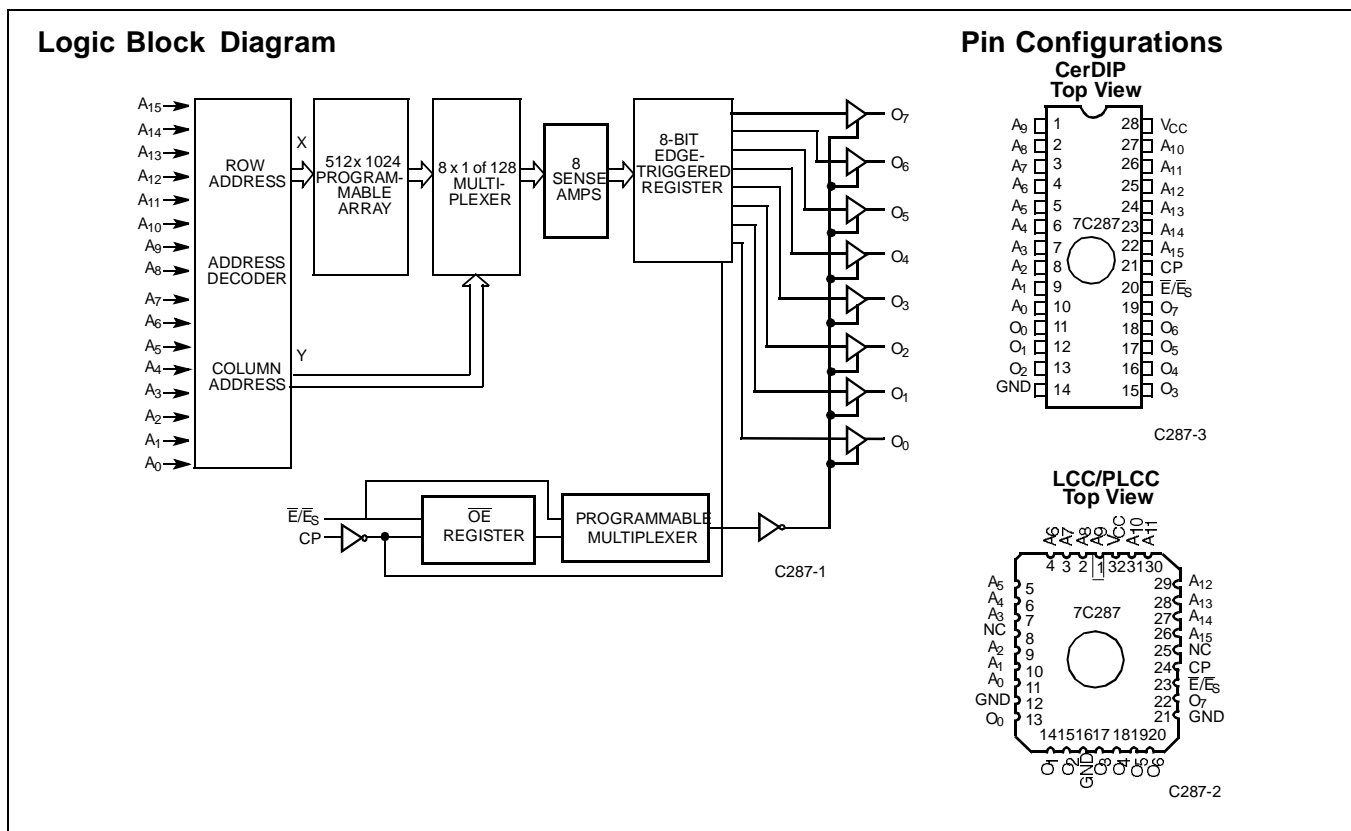 Logic Block Diagram
A15
A14
A13
A12
A11
A10
A9
A8
A7
A6
A5
A4
A3
A2
A1
A0
ROW
ADDRESS
ADDRESS
DECODER
COLUMN
ADDRESS
X
Y
512x 1024
PROGRAM-
MABLE
ARRAY
8 x 1 of 128
MULTI-
PLEXER
8
SENSE
AMPS
8-BIT
EDGE-
TRIGGERED
REGISTER
O7
O6
O5
O4
O3
O2
O1
O0
E̅/E̅S
CP
O̅E̅
REGISTER
PROGRAMMABLE
MULTIPLEXER
C287-1
Pin Configurations
CerDIP
Top View
A9 1 28 VCC
A8 2 27 A10
A7 3 26 A11
A6 4 25 A12
A5 5 24 A13
A4 6 7C287 23 A14
A3 7 22 A15
A2 8 21 CP
A1 9 20 E̅/E̅S
A0 10 19 O7
O0 11 18 O6
O1 12 17 O5
O2 13 16 O4
GND 14 15 O3
C287-3
LCC/PLCC
Top View
A6 A7 A8 A9 VCC A10 A11
4 3 2 1 32 31 30
A5 5 29 A12
A4 6 28 A13
A3 7 7C287 27 A14
NC 8 26 A15
A2 9 25 NC
A1 10 24 CP
A0 11 23 E̅/E̅S
GND 12 22 O7
O0 13 21 GND
14 15 16 17 18 19 20
O1 O2 GND O3 O4 O5 O6
C287-2